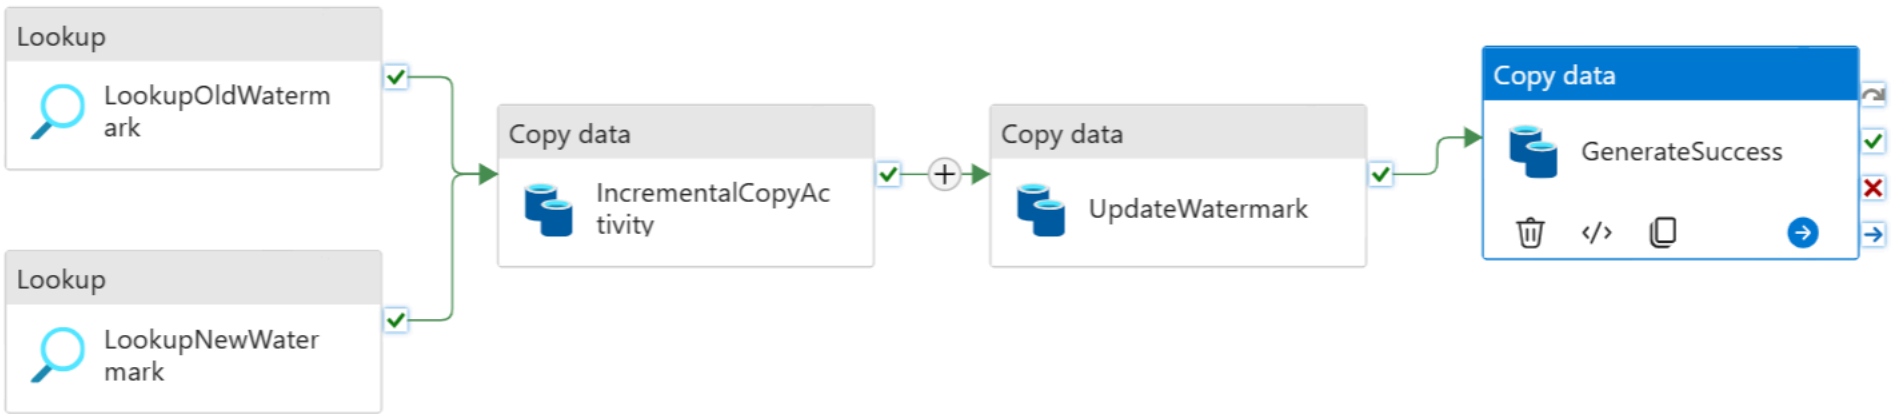 Lookup
LookupOldWaterm
ark
Lookup
LookupNewWater
mark
Copy data
IncrementalCopyAc
tivity
Copy data
UpdateWatermark
Copy data
GenerateSuccess